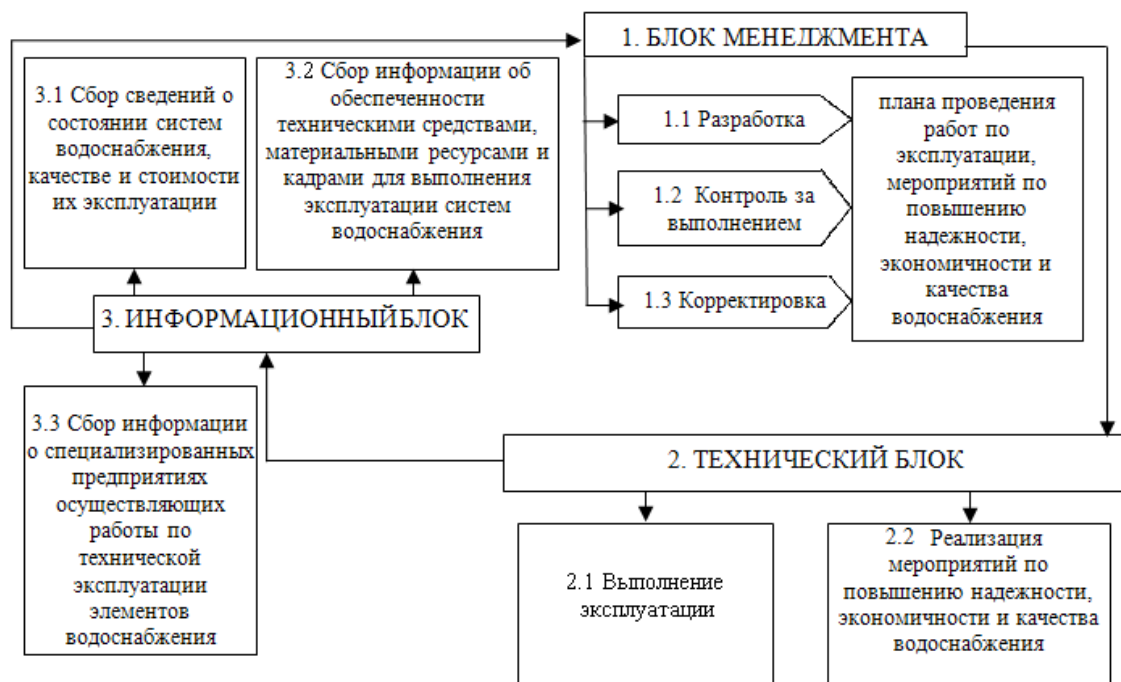 1. БЛОК МЕНЕДЖМЕНТА
3.1 Сбор сведений о
состоянии систем
водоснабжения,
качестве и стоимости
их эксплуатации
3.2 Сбор информации об
обеспеченности
техническими средствами,
материальными ресурсами и
кадрами для выполнения
эксплуатации систем
водоснабжения
1.1 Разработка
1.2 Контроль за
выполнением
1.3 Корректировка
плана проведения
работ по
эксплуатации,
мероприятий по
повышению
надежности,
экономичности и
качества
водоснабжения
3. ИНФОРМАЦИОННЫЙ БЛОК
3.3 Сбор информации
о специализированных
предприятиях
осуществляющих
работы по
технической
эксплуатации
элементов
водоснабжения
2. ТЕХНИЧЕСКИЙ БЛОК
2.1 Выполнение
эксплуатации
2.2 Реализация
мероприятий по
повышению надежности,
экономичности и качества
водоснабжения